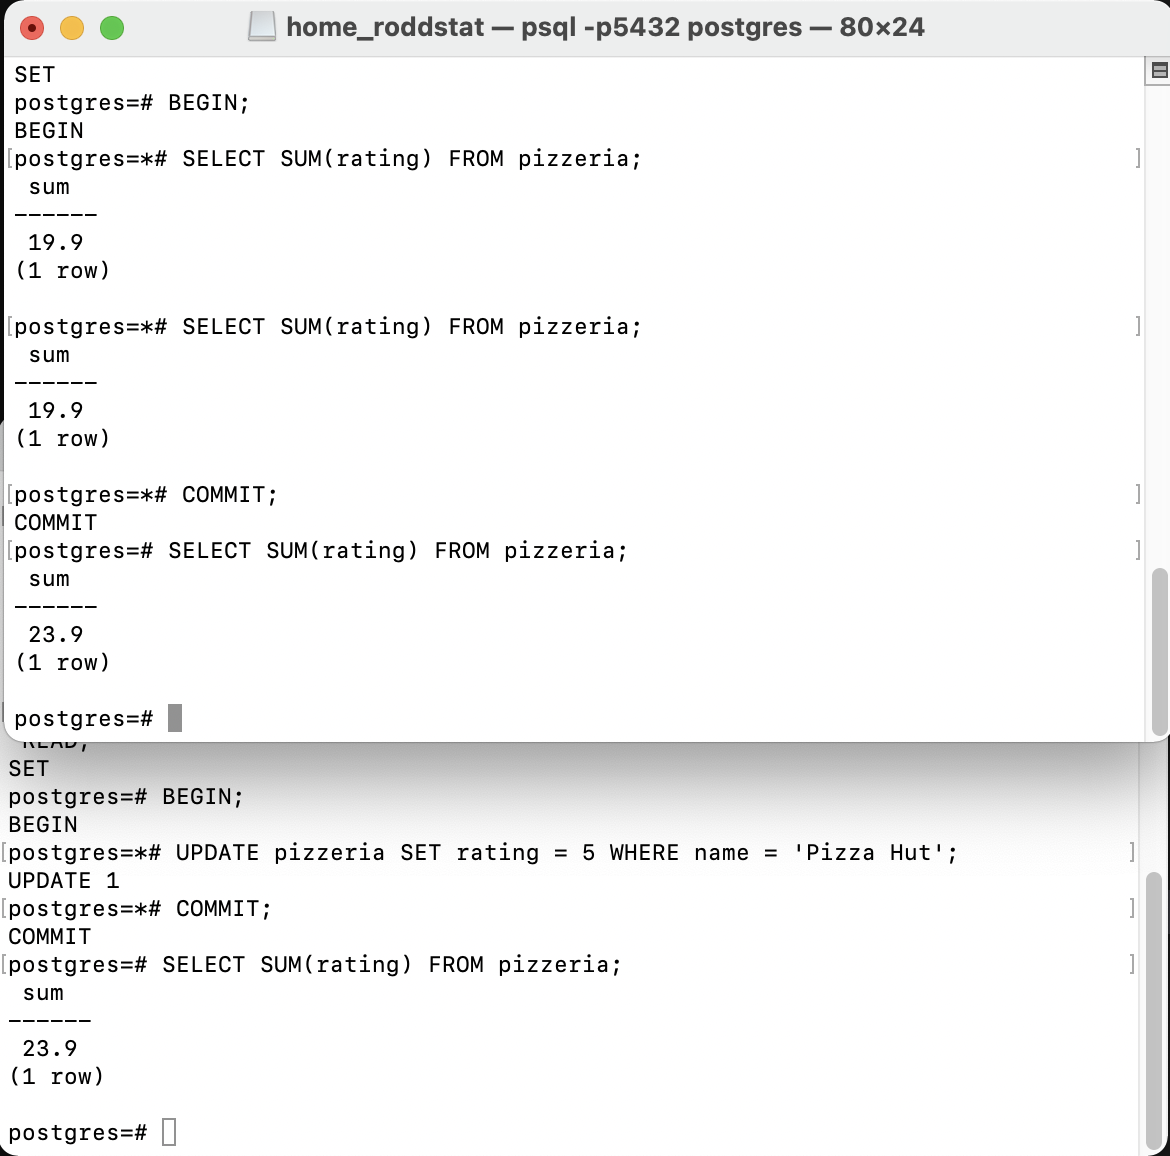 home_roddstat — psql -p5432 postgres — 80×24
SET
postgres=# BEGIN;
BEGIN
[postgres=*# SELECT SUM(rating) FROM pizzeria; ]
 sum
------
 19.9
(1 row)

[postgres=*# SELECT SUM(rating) FROM pizzeria; ]
 sum
------
 19.9
(1 row)

[postgres=*# COMMIT; ]
COMMIT
[postgres=# SELECT SUM(rating) FROM pizzeria; ]
 sum
------
 23.9
(1 row)

postgres=#
READ;
SET
postgres=# BEGIN;
BEGIN
[postgres=*# UPDATE pizzeria SET rating = 5 WHERE name = 'Pizza Hut'; ]
UPDATE 1
[postgres=*# COMMIT; ]
COMMIT
[postgres=# SELECT SUM(rating) FROM pizzeria; ]
 sum
------
 23.9
(1 row)

postgres=#